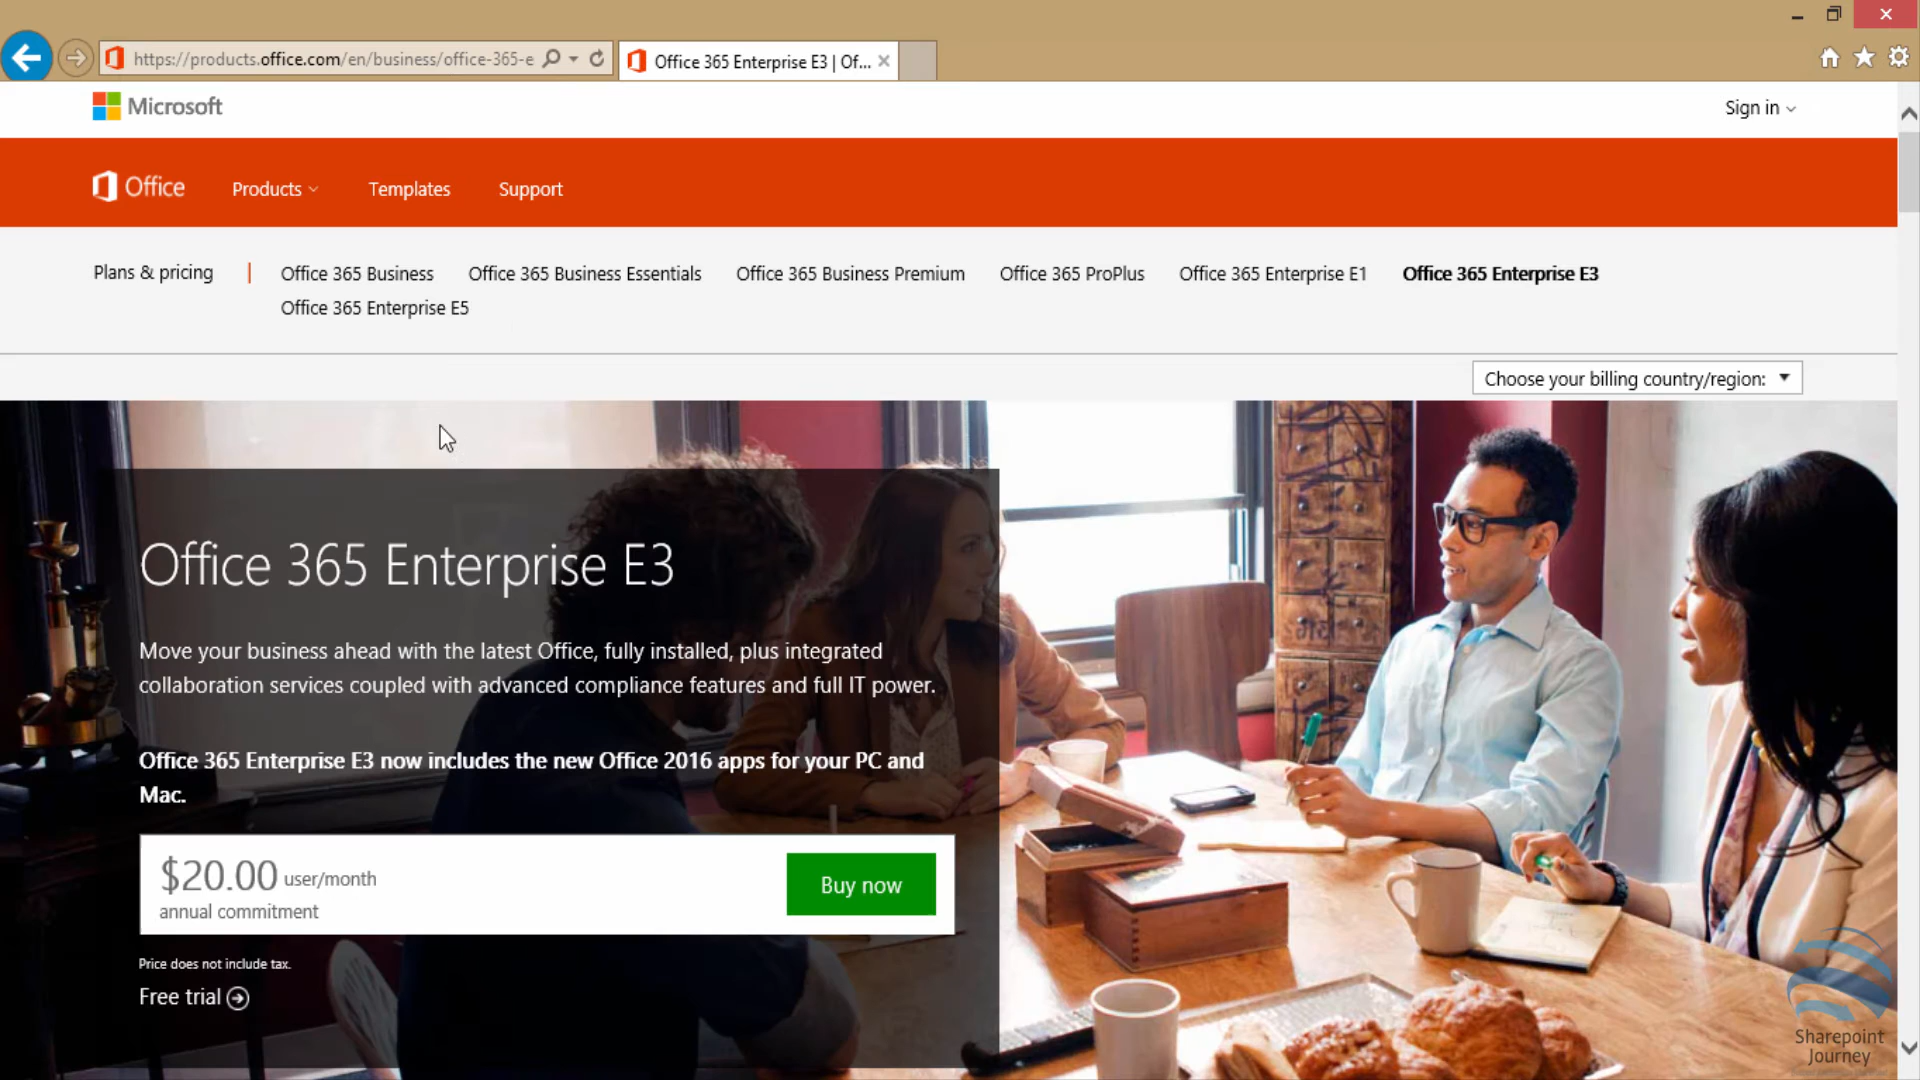 https://products.office.com/en/business/office-365-e
Office 365 Enterprise E3 | Of...
Microsoft
Sign in
Office
Products
Templates
Support
Plans & pricing
Office 365 Business
Office 365 Business Essentials
Office 365 Business Premium
Office 365 ProPlus
Office 365 Enterprise E1
Office 365 Enterprise E3
Office 365 Enterprise E5
Choose your billing country/region:
Office 365 Enterprise E3
Move your business ahead with the latest Office, fully installed, plus integrated
collaboration services coupled with advanced compliance features and full IT power.
Office 365 Enterprise E3 now includes the new Office 2016 apps for your PC and
Mac.
$20.00 user/month
annual commitment
Buy now
Price does not include tax.
Free trial
Sharepoint
Journey